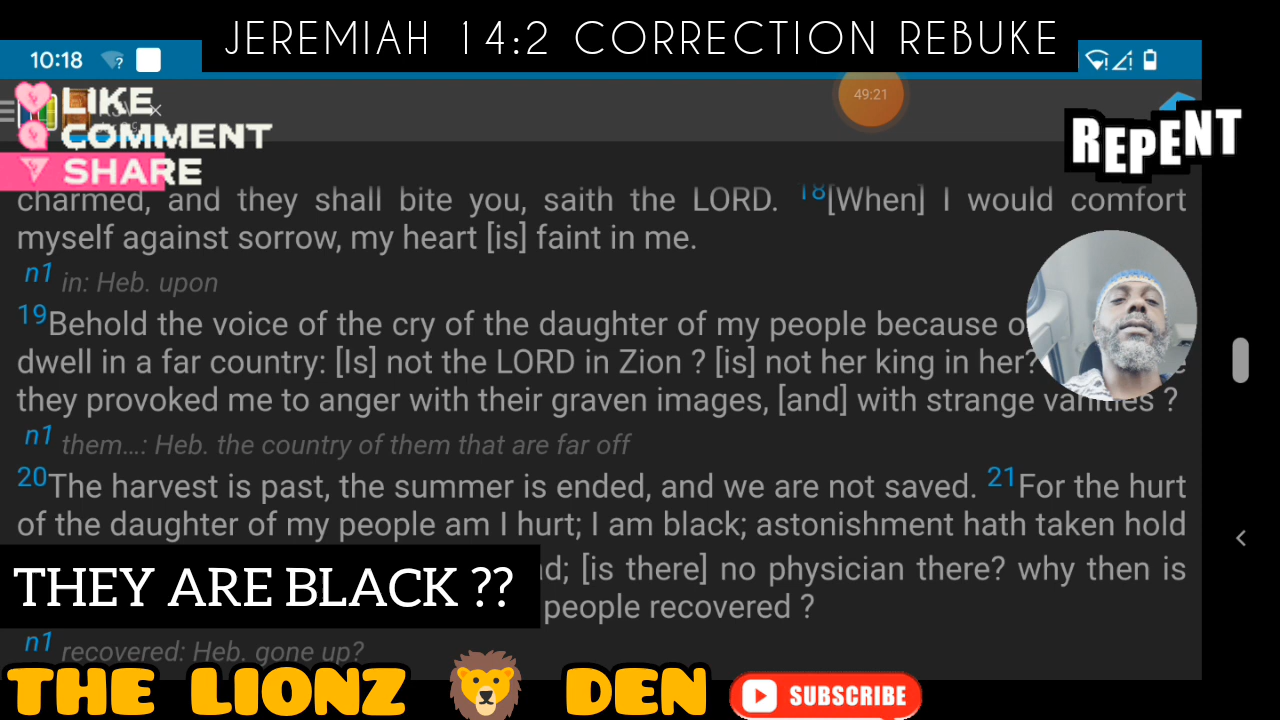 JEREMIAH 14:2 CORRECTION REBUKE
10:18
49:21
LIKE
COMMENT
SHARE
REPENT
charmed, and they shall bite you, saith the LORD. 18[When] I would comfort
myself against sorrow, my heart [is] faint in me.
n1 in: Heb. upon
19Behold the voice of the cry of the daughter of my people because
dwell in a far country: [Is] not the LORD in Zion ? [is] not her king in her?
they provoked me to anger with their graven images, [and] with strange vanities ?
n1 them...: Heb. the country of them that are far off
20The harvest is past, the summer is ended, and we are not saved. 21For the hurt
of the daughter of my people am I hurt; I am black; astonishment hath taken hold
[is there] no physician there? why then is
people recovered ?
THEY ARE BLACK ??
n1 recovered: Heb. gone up?
THE LIONZ 🦁 DEN
SUBSCRIBE